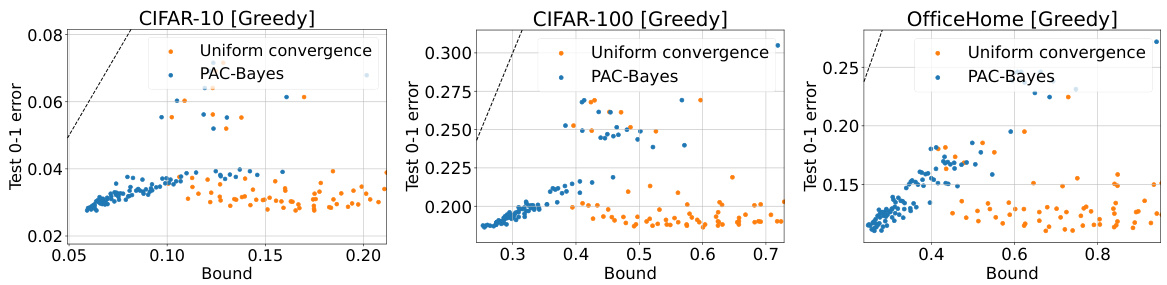 CIFAR-10 [Greedy]
0.08
0.06
0.04
0.02
Test 0-1 error
Uniform convergence
PAC-Bayes
0.05
0.10
0.15
0.20
Bound
CIFAR-100 [Greedy]
0.300
0.275
0.250
0.225
0.200
Test 0-1 error
Uniform convergence
PAC-Bayes
0.3
0.4
0.5
0.6
0.7
Bound
OfficeHome [Greedy]
0.25
0.20
0.15
Test 0-1 error
Uniform convergence
PAC-Bayes
0.4
0.6
0.8
Bound